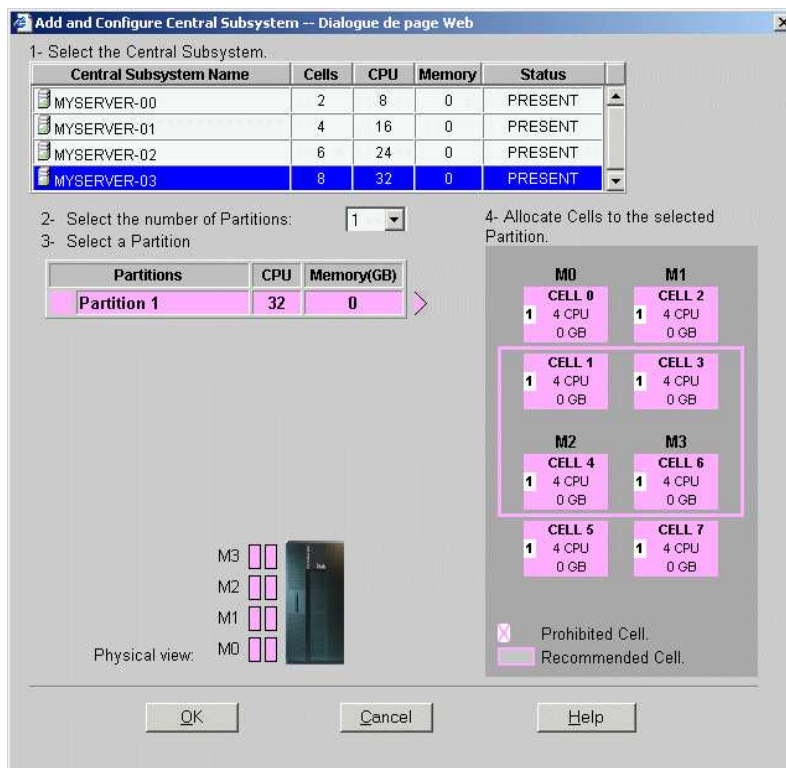 Add and Configure Central Subsystem -- Dialogue de page Web
1- Select the Central Subsystem.
Central Subsystem Name Cells CPU Memory Status
MYSERVER-00 2 8 0 PRESENT
MYSERVER-01 4 16 0 PRESENT
MYSERVER-02 6 24 0 PRESENT
MYSERVER-03 8 32 0 PRESENT
2- Select the number of Partitions: 1
3- Select a Partition
Partitions CPU Memory(GB)
Partition 1 32 0
4- Allocate Cells to the selected
Partition.
M0 M1
CELL 0 CELL 2
1 4 CPU 1 4 CPU
0 GB 0 GB
CELL 1 CELL 3
1 4 CPU 1 4 CPU
0 GB 0 GB
M2 M3
CELL 4 CELL 6
1 4 CPU 1 4 CPU
0 GB 0 GB
CELL 5 CELL 7
1 4 CPU 1 4 CPU
0 GB 0 GB
X Prohibited Cell.
Recommended Cell.
M3
M2
M1
Physical view: M0
OK Cancel Help